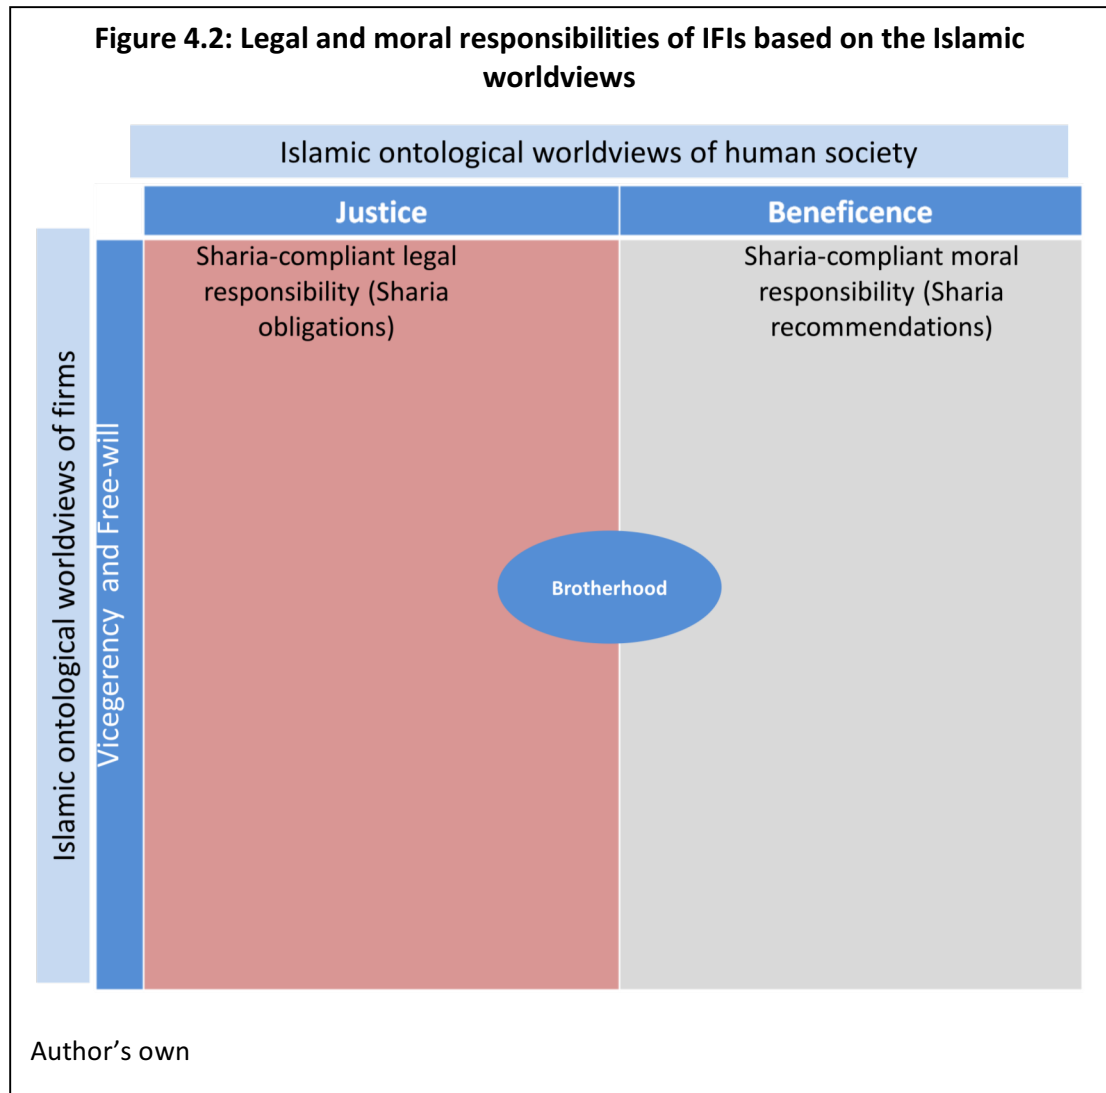 Figure 4.2: Legal and moral responsibilities of IFIs based on the Islamic
worldviews
Islamic ontological worldviews of human society
Justice
Beneficence
Islamic ontological worldviews of firms
Vicegerency and Free-will
Sharia-compliant legal
responsibility (Sharia
obligations)
Sharia-compliant moral
responsibility (Sharia
recommendations)
Brotherhood
Author’s own